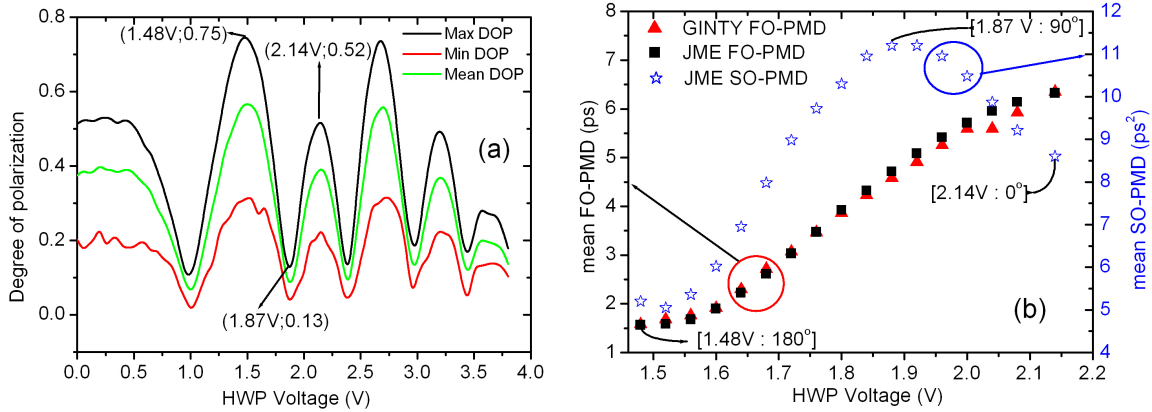 (1.48V;0.75)
(2.14V;0.52)
Max DOP
Min DOP
Mean DOP
(a)
(1.87V;0.13)
Degree of polarization
0.8
0.6
0.4
0.2
0.0
0.0 0.5 1.0 1.5 2.0 2.5 3.0 3.5 4.0
HWP Voltage (V)
GINTY FO-PMD
JME FO-PMD
JME SO-PMD
[1.87 V : 90°]
[2.14V : 0°]
[1.48V : 180°]
(b)
mean FO-PMD (ps)
8
7
6
5
4
3
2
1
1.5 1.6 1.7 1.8 1.9 2.0 2.1 2.2
HWP Voltage (V)
12
11
10
9
8
7
6
5
4
mean SO-PMD (ps²)